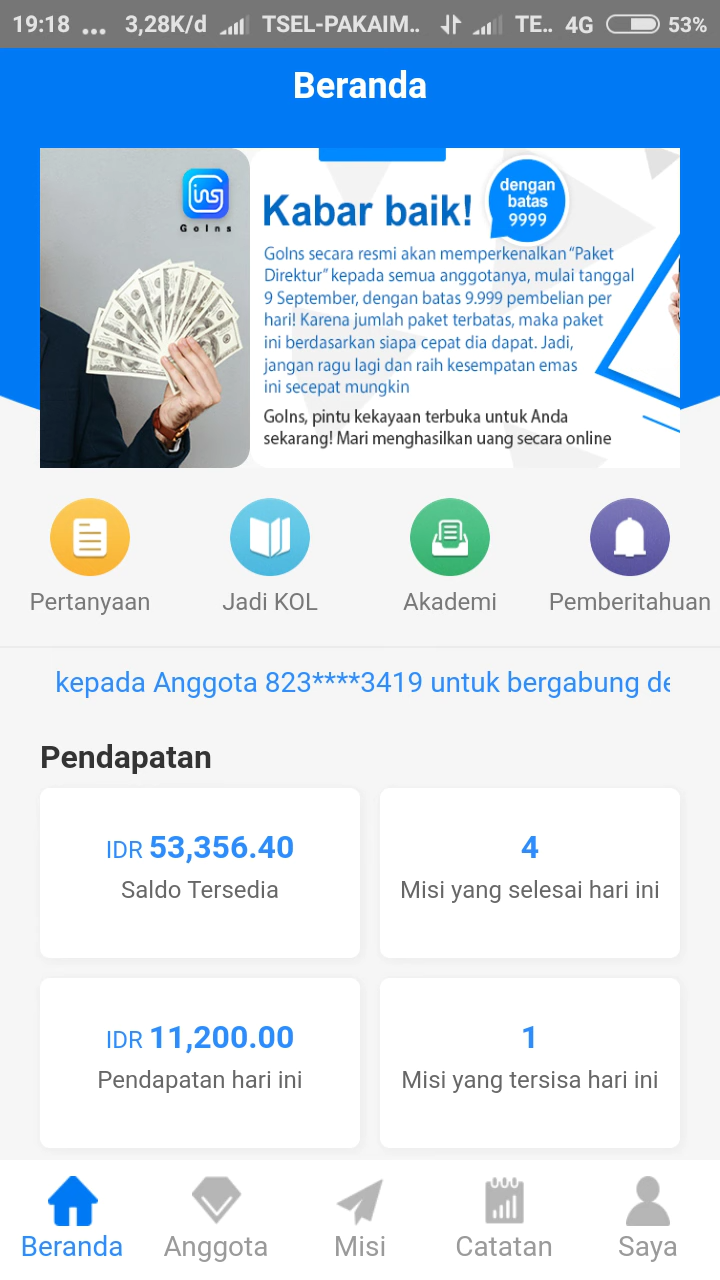 19:18 ... 3,28K/d TSEL-PAKAIM.. TE.. 4G 53%
Beranda
ins
GoIns
Kabar baik!
dengan
batas
9999
GoIns secara resmi akan memperkenalkan “Paket
Direktur” kepada semua anggotanya, mulai tanggal
9 September, dengan batas 9.999 pembelian per
hari! Karena jumlah paket terbatas, maka paket
ini berdasarkan siapa cepat dia dapat. Jadi,
jangan ragu lagi dan raih kesempatan emas
ini secepat mungkin
GoIns, pintu kekayaan terbuka untuk Anda
sekarang! Mari menghasilkan uang secara online
Pertanyaan
Jadi KOL
Akademi
Pemberitahuan
kepada Anggota 823****3419 untuk bergabung de
Pendapatan
IDR 53,356.40
Saldo Tersedia
4
Misi yang selesai hari ini
IDR 11,200.00
Pendapatan hari ini
1
Misi yang tersisa hari ini
Beranda
Anggota
Misi
Catatan
Saya